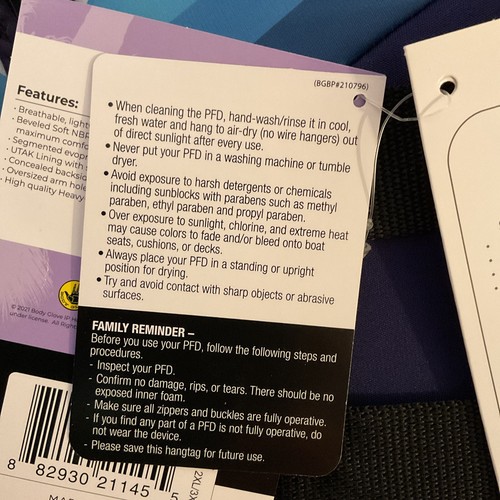 Features:
· Breathable, light
· Beveled Soft NBR
maximum comfo
· Segmented evopr
· UTAK Lining with
· Concealed backsid
· Oversized arm hol
· High quality Heavy
© 2021 Body Glove IP H
under license. All Righ
(BGBP#210796)
• When cleaning the PFD, hand-wash/rinse it in cool,
fresh water and hang to air-dry (no wire hangers) out
of direct sunlight after every use.
• Never put your PFD in a washing machine or tumble
dryer.
• Avoid exposure to harsh detergents or chemicals
including sunblocks with parabens such as methyl
paraben, ethyl paraben and propyl paraben.
• Over exposure to sunlight, chlorine, and extreme heat
may cause colors to fade and/or bleed onto boat
seats, cushions, or decks.
• Always place your PFD in a standing or upright
position for drying.
• Try and avoid contact with sharp objects or abrasive
surfaces.
FAMILY REMINDER –
Before you use your PFD, follow the following steps and
procedures.
- Inspect your PFD.
- Confirm no damage, rips, or tears. There should be no
exposed inner foam.
- Make sure all zippers and buckles are fully operative.
- If you find any part of a PFD is not fully operative, do
not wear the device.
- Please save this hangtag for future use.
8 82930 21145 5
2XL/3X